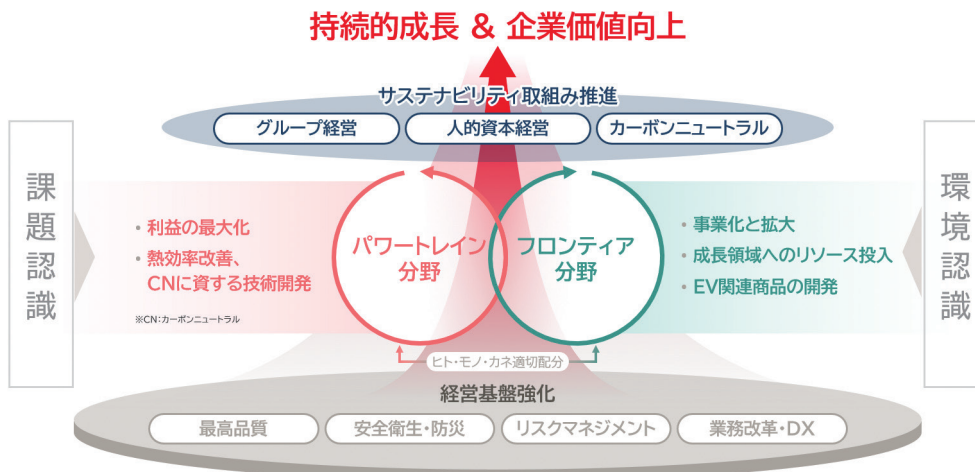 持続的成長 & 企業価値向上
サステナビリティ取組み推進
グループ経営
人的資本経営
カーボンニュートラル
課題認識
・利益の最大化
・熱効率改善、
CNに資する技術開発
※CN:カーボンニュートラル
パワートレイン
分野
フロンティア
分野
・事業化と拡大
・成長領域へのリソース投入
・EV関連商品の開発
環境認識
ヒト・モノ・カネ適切配分
経営基盤強化
最高品質
安全衛生・防災
リスクマネジメント
業務改革・DX